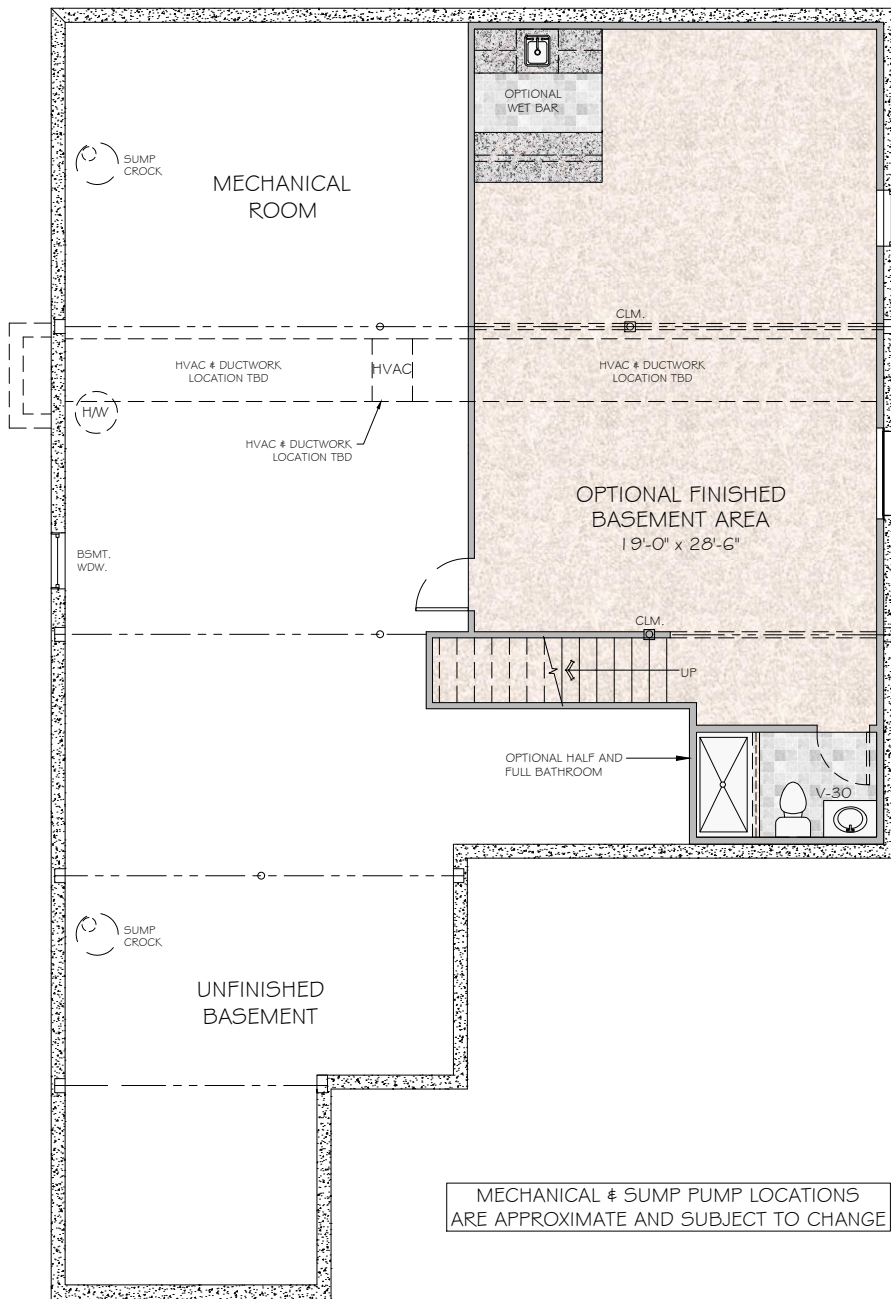 OPTIONAL
WET BAR
SUMP
CROCK
MECHANICAL
ROOM
CLM.
HVAC & DUCTWORK
LOCATION TBD
HVAC
HVAC & DUCTWORK
LOCATION TBD
H/W
HVAC & DUCTWORK
LOCATION TBD
OPTIONAL FINISHED
BASEMENT AREA
19'-0" x 28'-6"
BSMT.
WDW.
CLM.
UP
OPTIONAL HALF AND
FULL BATHROOM
V-30
SUMP
CROCK
UNFINISHED
BASEMENT
MECHANICAL & SUMP PUMP LOCATIONS
ARE APPROXIMATE AND SUBJECT TO CHANGE